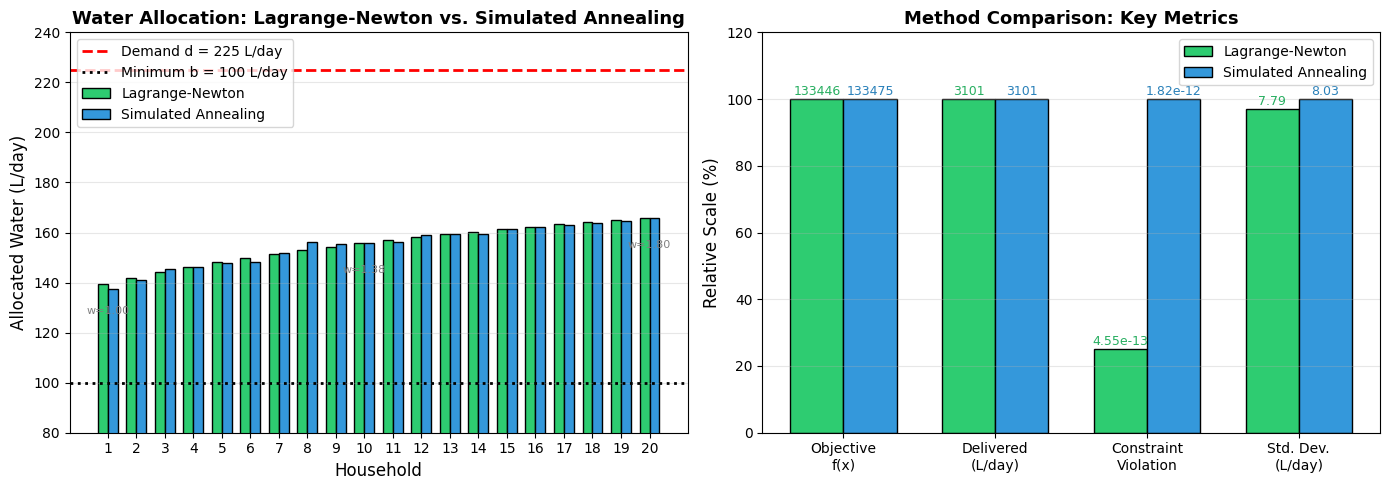 Water Allocation: Lagrange-Newton vs. Simulated Annealing
240
220
200
180
160
140
120
100
80
Allocated Water (L/day)
Demand d = 225 L/day
Minimum b = 100 L/day
Lagrange-Newton
Simulated Annealing
1 2 3 4 5 6 7 8 9 10 11 12 13 14 15 16 17 18 19 20
Household
Method Comparison: Key Metrics
120
100
80
60
40
20
0
Relative Scale (%)
Lagrange-Newton
Simulated Annealing
133446 133475
3101 3101
4.55e-13 1.82e-12
7.79 8.03
Objective
f(x)
Delivered
(L/day)
Constraint
Violation
Std. Dev.
(L/day)